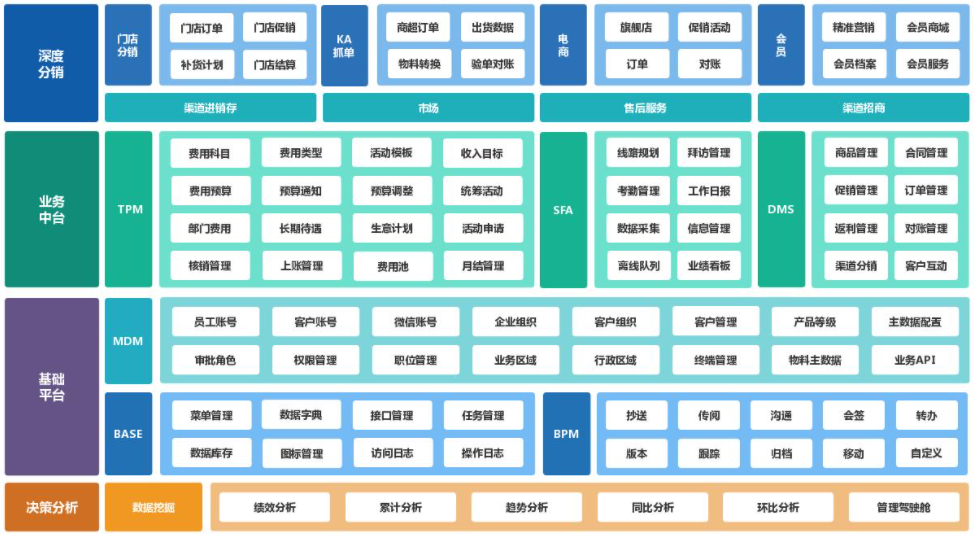 深度
分销
门店
分销
门店订单 门店促销
补货计划 门店结算
KA
抓单
商超订单 出货数据
物料转换 验单对账
电
商
旗舰店 促销活动
订单 对账
会
员
精准营销 会员商城
会员档案 会员服务
渠道进销存 市场 售后服务 渠道招商
业务
中台
TPM
费用科目 费用类型 活动模板 收入目标
费用预算 预算通知 预算调整 统筹活动
部门费用 长期待遇 生意计划 活动申请
核销管理 上账管理 费用池 月结管理
SFA
线路规划 拜访管理
考勤管理 工作日报
数据采集 信息管理
离线队列 业绩看板
DMS
商品管理 合同管理
促销管理 订单管理
返利管理 对账管理
渠道分销 客户互动
基础
平台
MDM
员工账号 客户账号 微信账号 企业组织 客户组织 客户管理 产品等级 主数据配置
审批角色 权限管理 职位管理 业务区域 行政区域 终端管理 物料主数据 业务API
BASE
菜单管理 数据字典 接口管理 任务管理
数据库存 图标管理 访问日志 操作日志
BPM
抄送 传阅 沟通 会签 转办
版本 跟踪 归档 移动 自定义
决策分析
数据挖掘
绩效分析 累计分析 趋势分析 同比分析 环比分析 管理驾驶舱